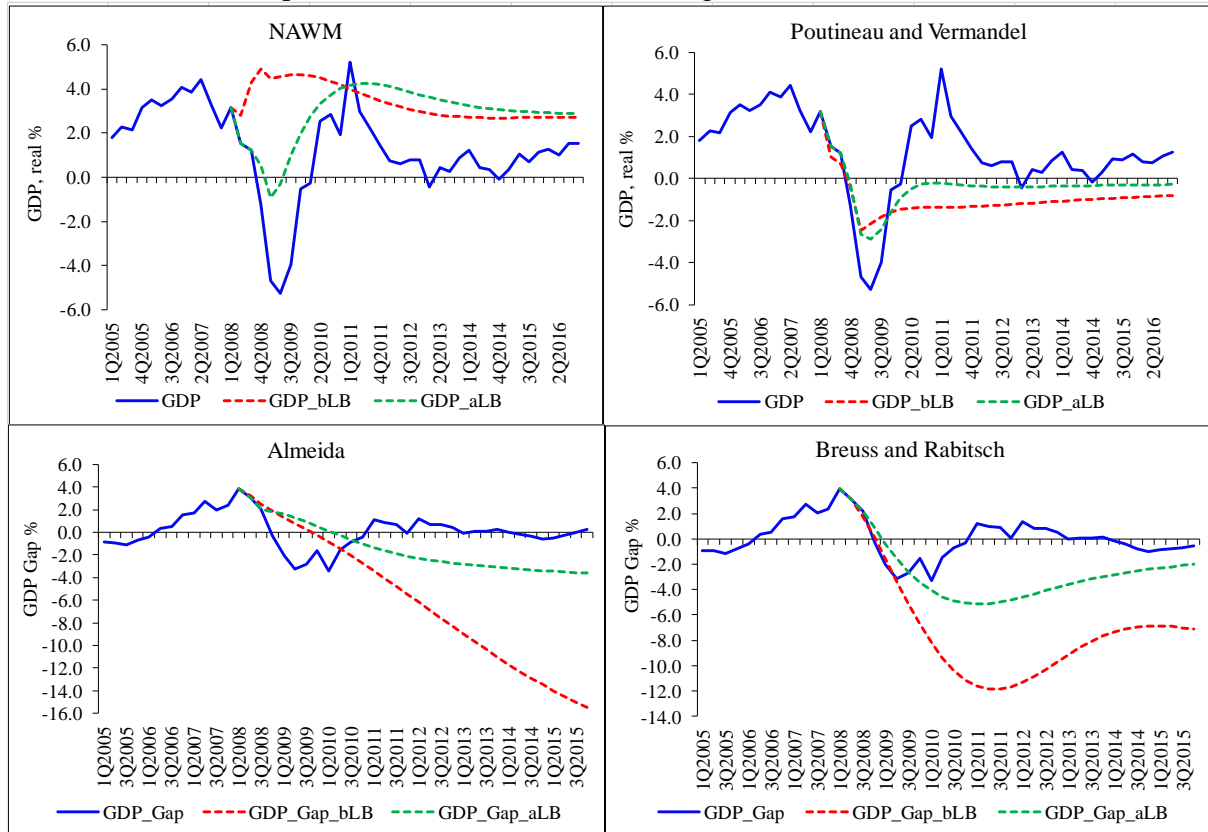 NAWM
GDP, real %
6.0
4.0
2.0
0.0
-2.0
-4.0
-6.0
1Q2005
4Q2005
3Q2006
2Q2007
1Q2008
4Q2008
3Q2009
2Q2010
1Q2011
4Q2011
3Q2012
2Q2013
1Q2014
4Q2014
3Q2015
2Q2016
GDP GDP_bLB GDP_aLB
Poutineau and Vermandel
GDP, real %
6.0
4.0
2.0
0.0
-2.0
-4.0
-6.0
1Q2005
4Q2005
3Q2006
2Q2007
1Q2008
4Q2008
3Q2009
2Q2010
1Q2011
4Q2011
3Q2012
2Q2013
1Q2014
4Q2014
3Q2015
2Q2016
GDP GDP_bLB GDP_aLB
Almeida
GDP Gap %
6.0
4.0
2.0
0.0
-2.0
-4.0
-6.0
-8.0
-10.0
-12.0
-14.0
-16.0
1Q2005
3Q2005
1Q2006
3Q2006
1Q2007
3Q2007
1Q2008
3Q2008
1Q2009
3Q2009
1Q2010
3Q2010
1Q2011
3Q2011
1Q2012
3Q2012
1Q2013
3Q2013
1Q2014
3Q2014
1Q2015
3Q2015
GDP_Gap GDP_Gap_bLB GDP_Gap_aLB
Breuss and Rabitsch
GDP Gap %
6.0
4.0
2.0
0.0
-2.0
-4.0
-6.0
-8.0
-10.0
-12.0
-14.0
1Q2005
3Q2005
1Q2006
3Q2006
1Q2007
3Q2007
1Q2008
3Q2008
1Q2009
3Q2009
1Q2010
3Q2010
1Q2011
3Q2011
1Q2012
3Q2012
1Q2013
3Q2013
1Q2014
3Q2014
1Q2015
3Q2015
GDP_Gap GDP_Gap_bLB GDP_Gap_aLB